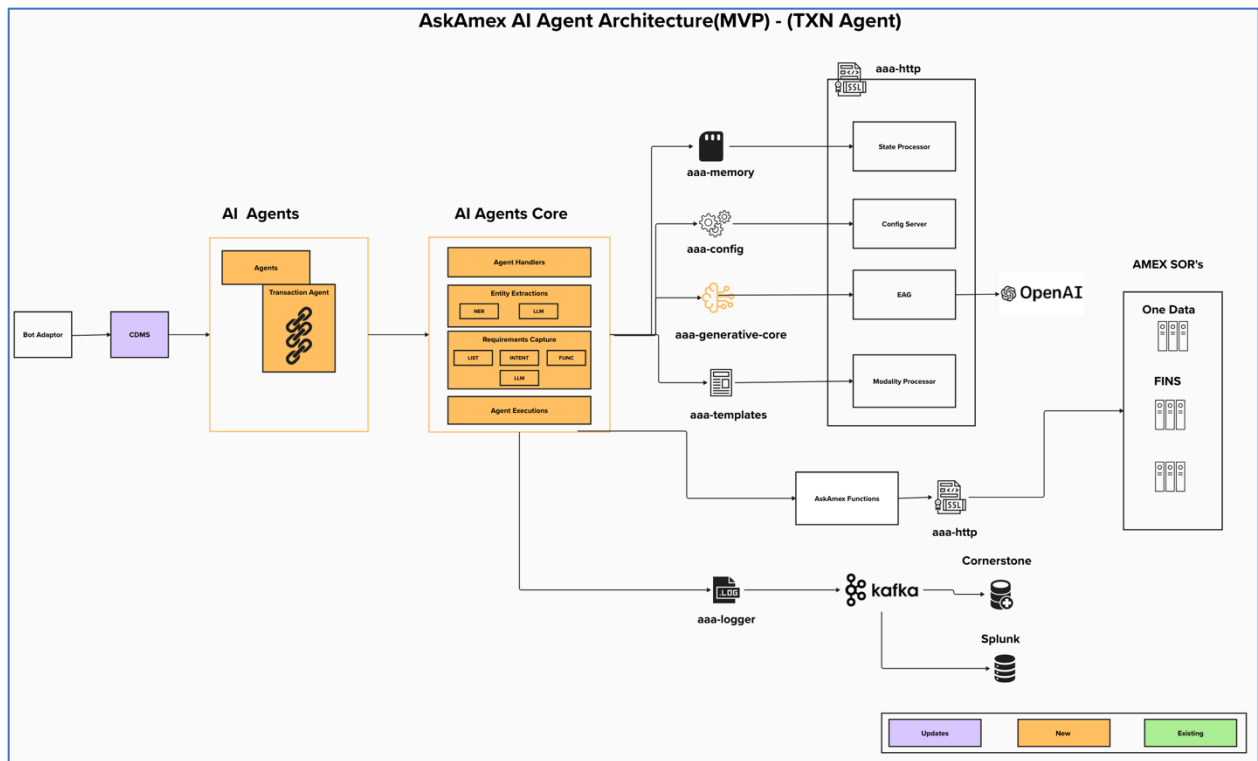 AskAmex AI Agent Architecture(MVP) - (TXN Agent)
aaa-http
SSL
State Processor
aaa-memory
AI Agents
AI Agents Core
Agents
Agent Handlers
Config Server
aaa-config
AMEX SOR's
Transaction Agent
Entity Extractions
NER
LLM
EAG
OpenAI
One Data
Bot Adaptor
CDMS
Requirements Capture
aaa-generative-core
LIST
INTENT
FUNC
LLM
Modality Processor
FINS
Agent Executions
aaa-templates
AskAmex Functions
SSL
aaa-http
Cornerstone
.LOG
kafka
aaa-logger
Splunk
Updates
New
Existing